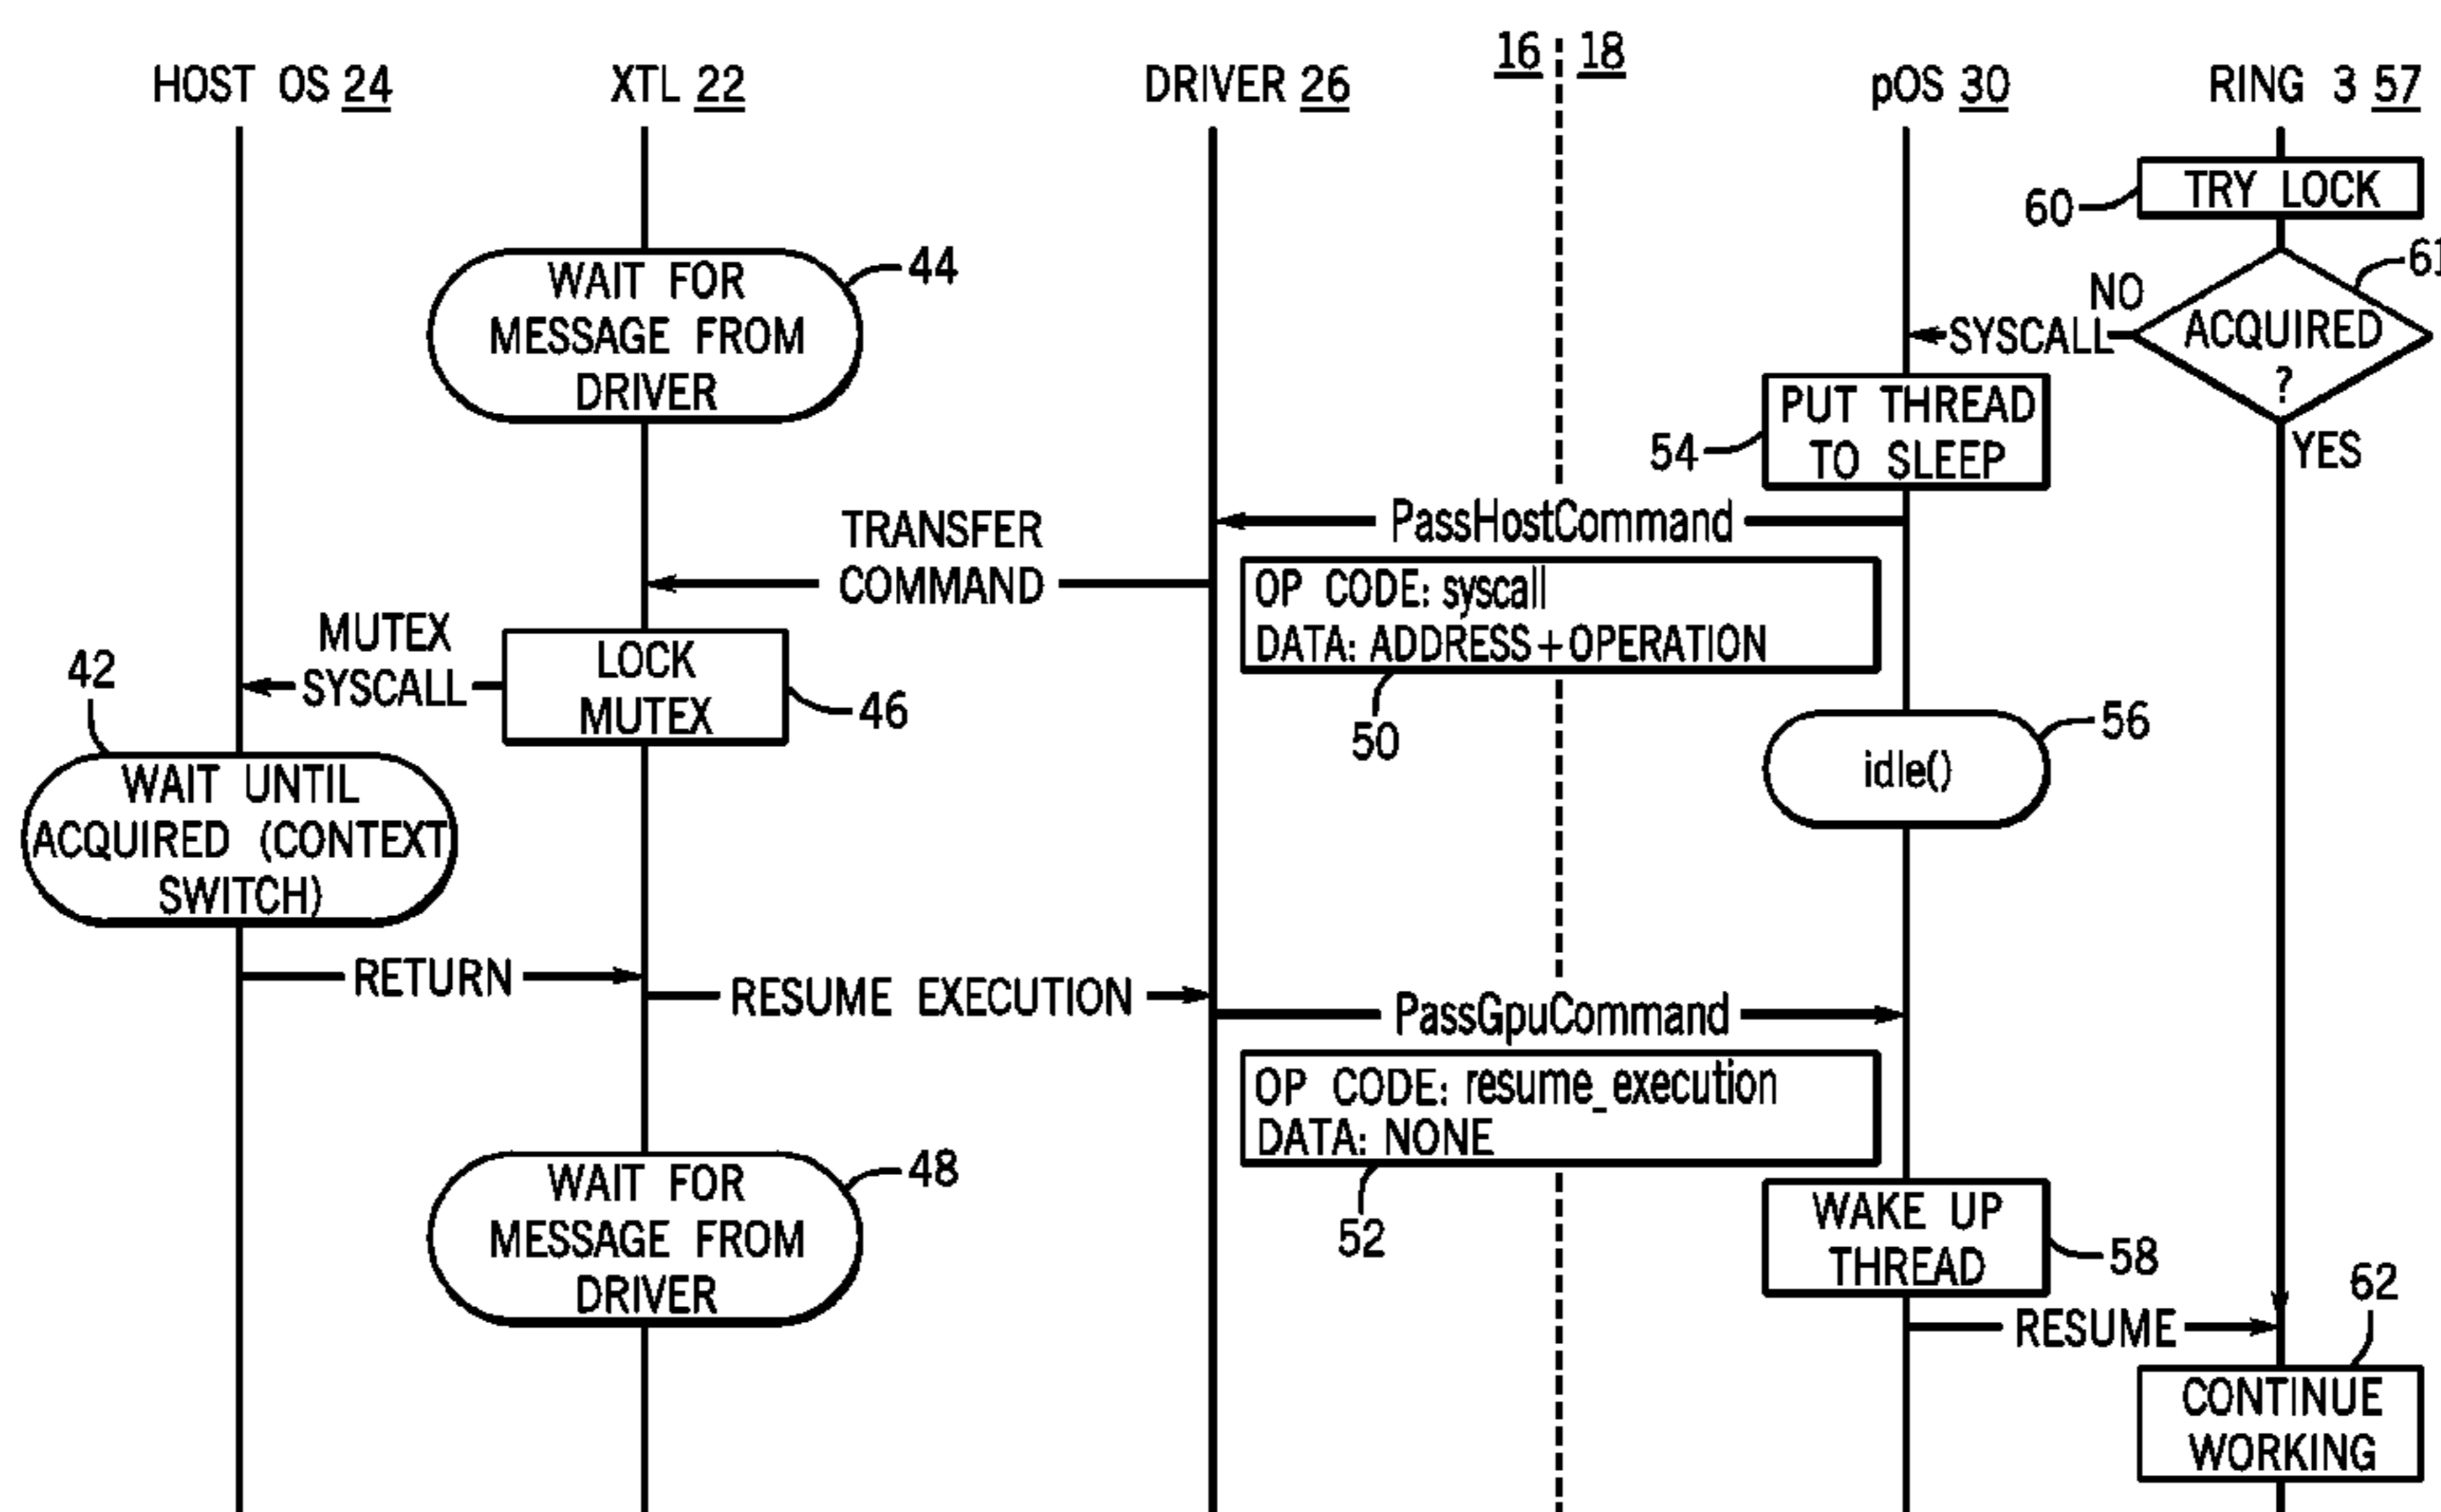 16 18
HOST OS 24
XTL 22
DRIVER 26
pOS 30
RING 3 57
TRY LOCK
60
44
WAIT FOR
MESSAGE FROM
DRIVER
61
NO
SYSCALL
ACQUIRED
?
YES
PUT THREAD
TO SLEEP
54
PassHostCommand
TRANSFER
COMMAND
OP CODE: syscall
DATA: ADDRESS+OPERATION
50
MUTEX
SYSCALL
LOCK
MUTEX
46
42
WAIT UNTIL
ACQUIRED (CONTEXT
SWITCH)
56
idle()
RETURN
RESUME EXECUTION
PassGpuCommand
OP CODE: resume_execution
DATA: NONE
52
WAIT FOR
MESSAGE FROM
DRIVER
48
WAKE UP
THREAD
58
RESUME
62
CONTINUE
WORKING